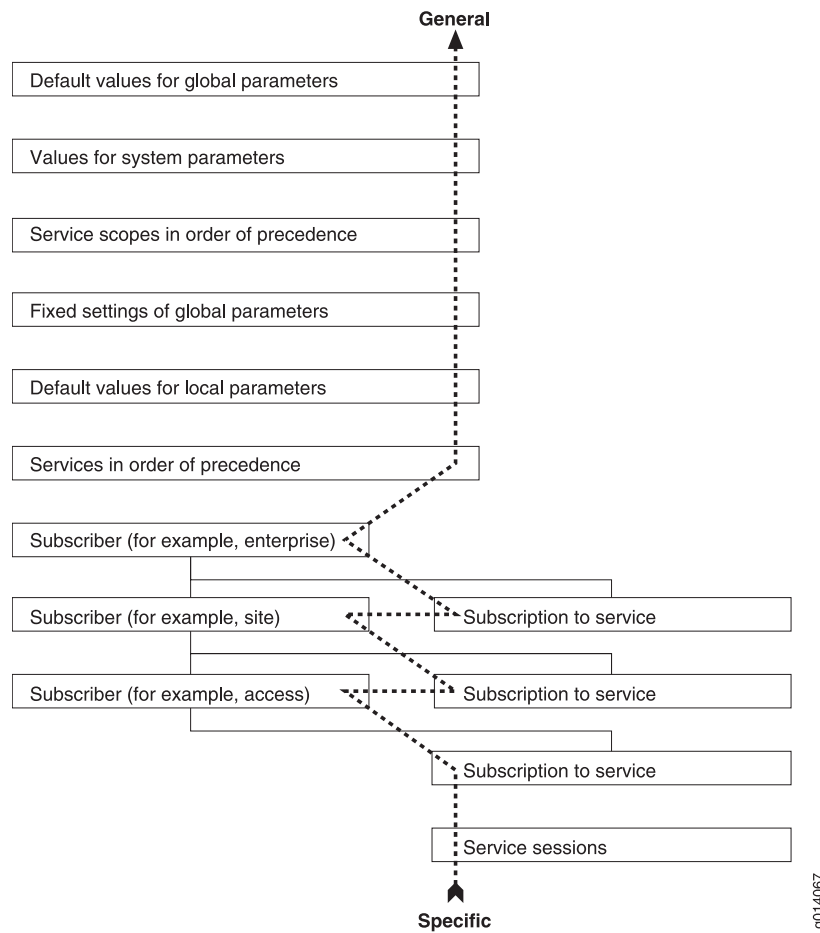 General
Default values for global parameters
Values for system parameters
Service scopes in order of precedence
Fixed settings of global parameters
Default values for local parameters
Services in order of precedence
Subscriber (for example, enterprise)
Subscriber (for example, site)
Subscription to service
Subscriber (for example, access)
Subscription to service
Subscription to service
Service sessions
Specific
g014067